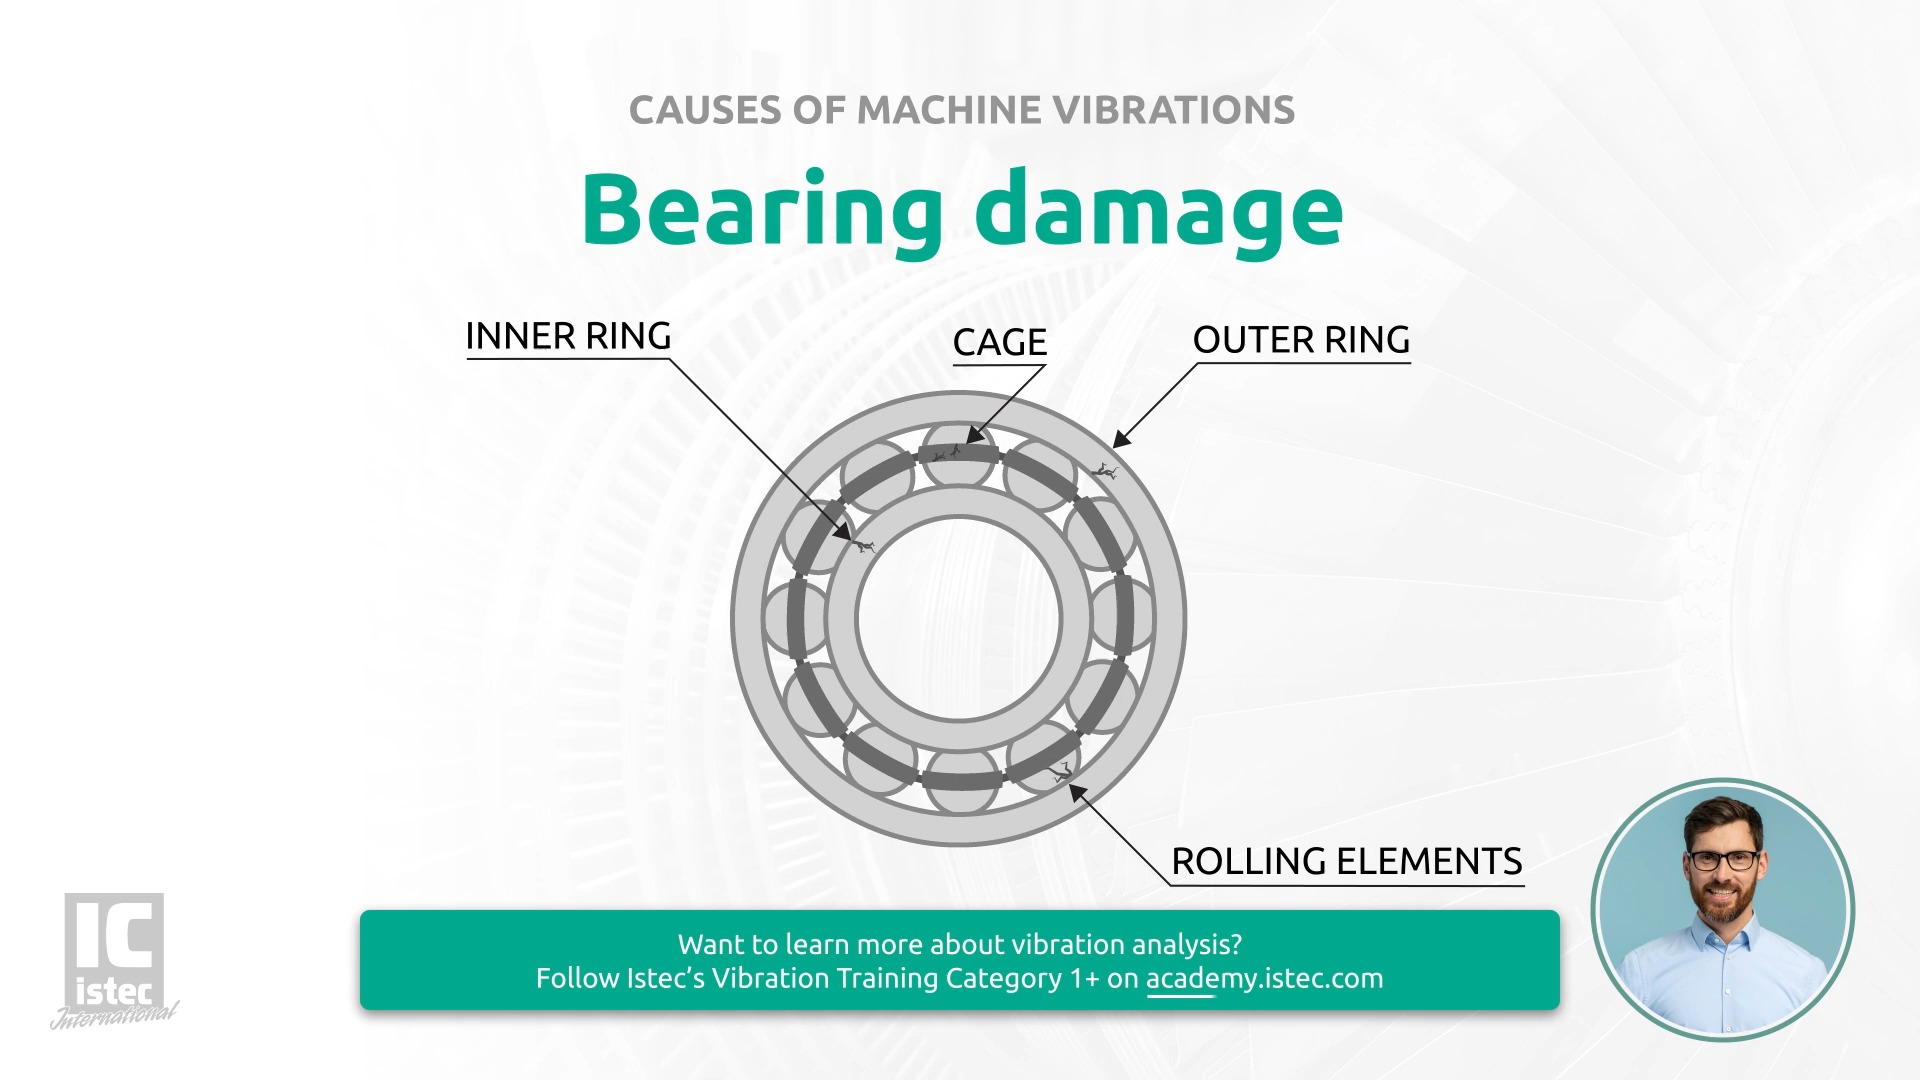 CAUSES OF MACHINE VIBRATIONS
Bearing damage
INNER RING
CAGE
OUTER RING
ROLLING ELEMENTS
Want to learn more about vibration analysis?
Follow Istec’s Vibration Training Category 1+ on academy.istec.com
IC
istec
International